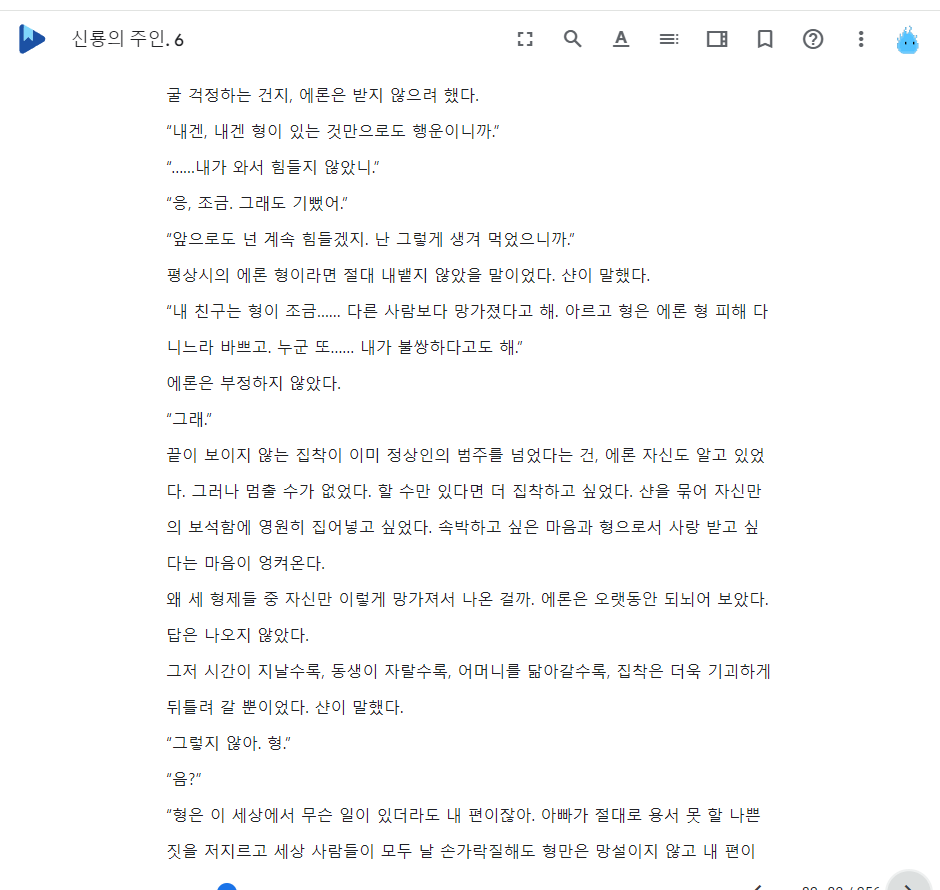 신룡의 주인. 6
굴 걱정하는 건지, 에론은 받지 않으려 했다.
“내겐, 내겐 형이 있는 것만으로도 행운이니까.”
“……내가 와서 힘들지 않았니.”
“응, 조금. 그래도 기뻤어.”
“앞으로도 넌 계속 힘들겠지. 난 그렇게 생겨 먹었으니까.”
평상시의 에론 형이라면 절대 내뱉지 않았을 말이었다. 샨이 말했다.
“내 친구는 형이 조금…… 다른 사람보다 망가졌다고 해. 아르고 형은 에론 형 피해 다
니느라 바쁘고. 누군 또…… 내가 불쌍하다고도 해.”
에론은 부정하지 않았다.
“그래.”
끝이 보이지 않는 집착이 이미 정상인의 범주를 넘었다는 건, 에론 자신도 알고 있었
다. 그러나 멈출 수가 없었다. 할 수만 있다면 더 집착하고 싶었다. 샨을 묶어 자신만
의 보석함에 영원히 집어넣고 싶었다. 속박하고 싶은 마음과 형으로서 사랑 받고 싶
다는 마음이 엉켜온다.
왜 세 형제들 중 자신만 이렇게 망가져서 나온 걸까. 에론은 오랫동안 되뇌어 보았다.
답은 나오지 않았다.
그저 시간이 지날수록, 동생이 자랄수록, 어머니를 닮아갈수록, 집착은 더욱 기괴하게
뒤틀려 갈 뿐이었다. 샨이 말했다.
“그렇지 않아. 형.”
“음?”
“형은 이 세상에서 무슨 일이 있더라도 내 편이잖아. 아빠가 절대로 용서 못 할 나쁜
짓을 저지르고 세상 사람들이 모두 날 손가락질해도 형만은 망설이지 않고 내 편이